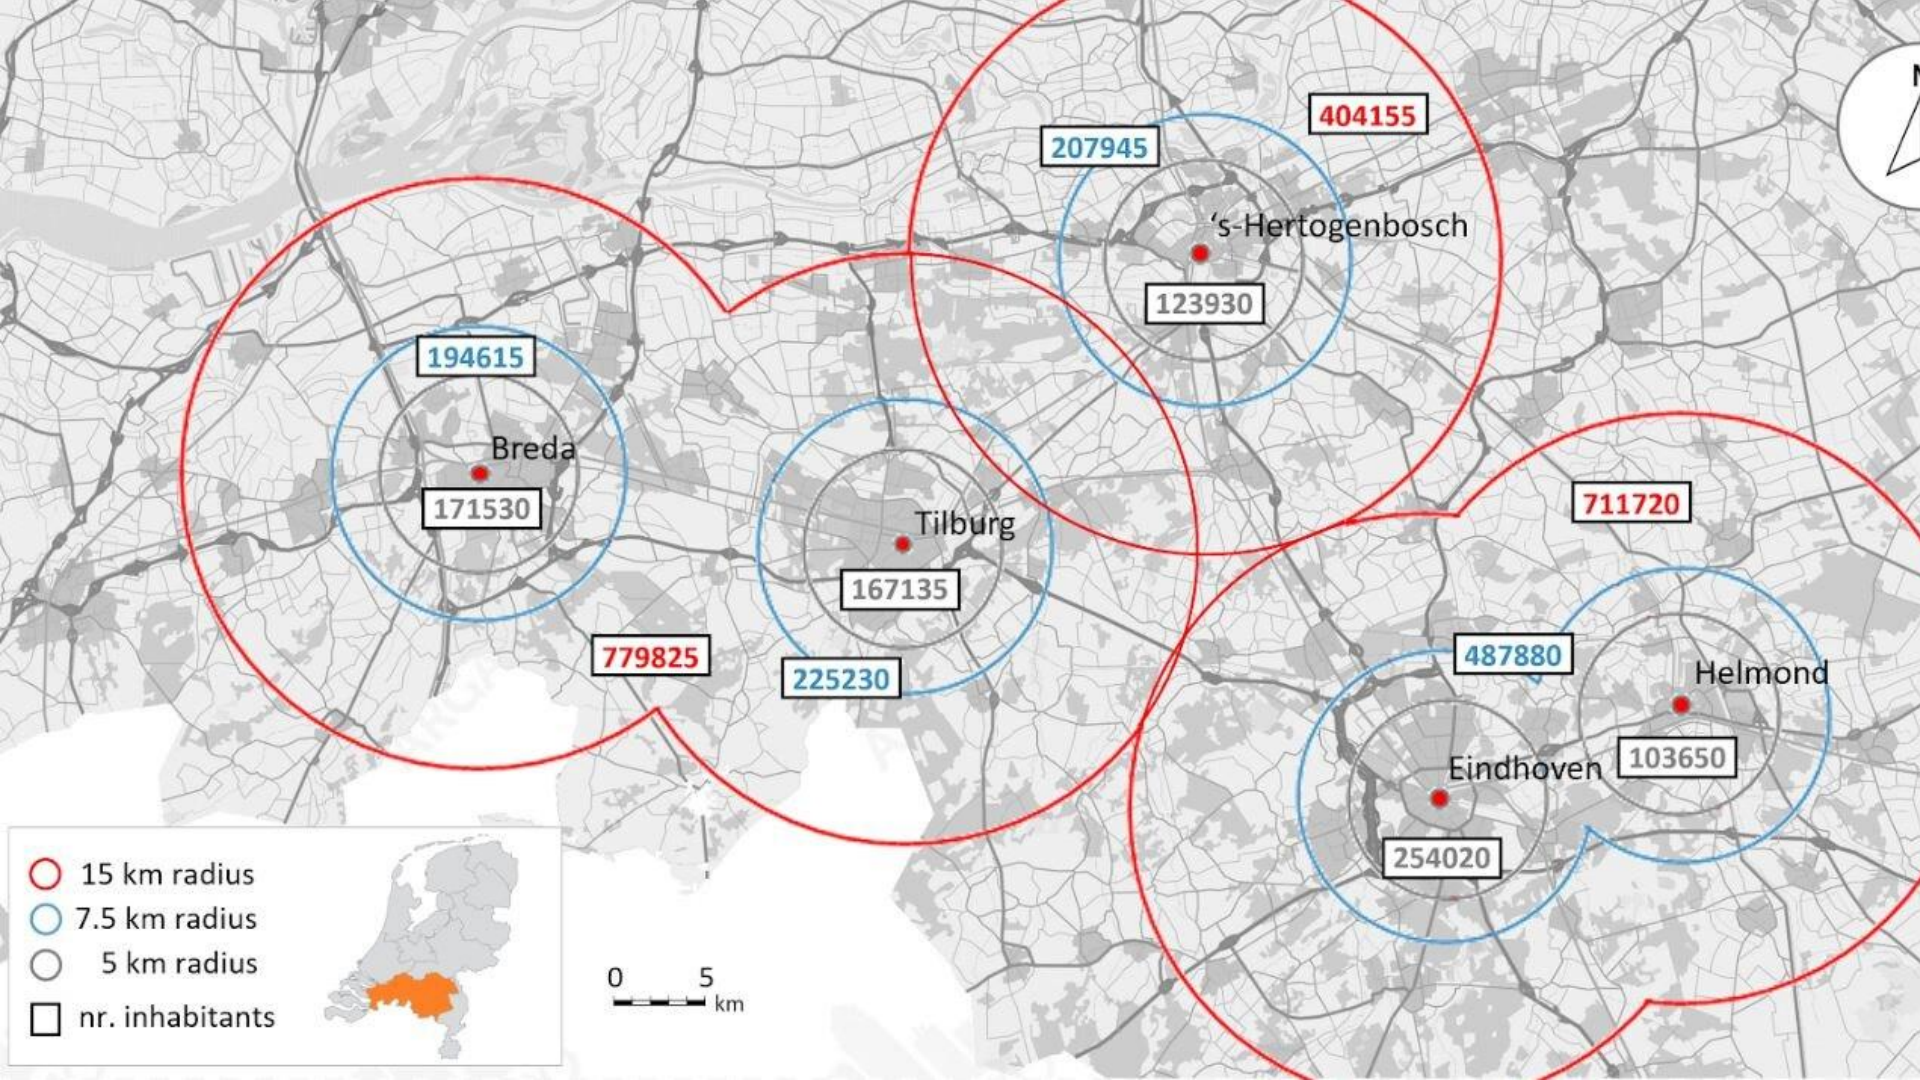 N
404155
207945
's-Hertogenbosch
123930
194615
Breda
171530
711720
Tilburg
167135
779825
225230
487880
Helmond
103650
Eindhoven
254020
15 km radius
7.5 km radius
5 km radius
nr. inhabitants
0 5
km